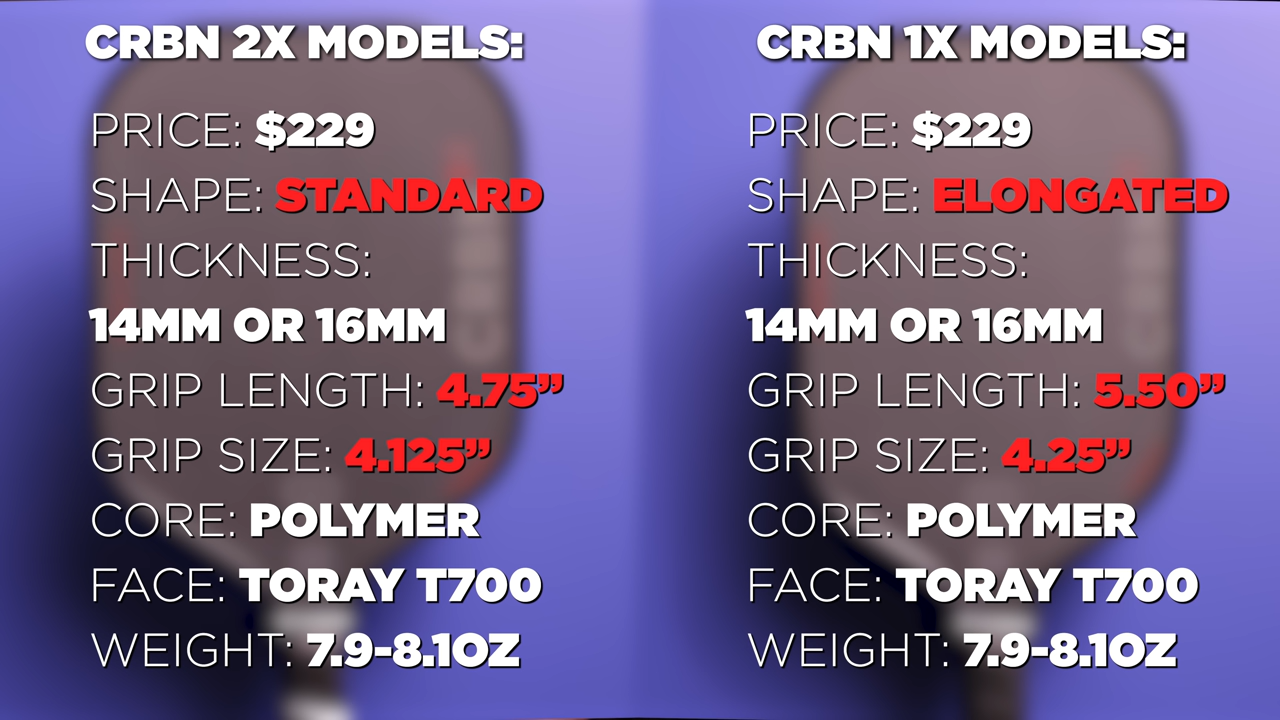 CRBN 2X MODELS:
PRICE: $229
SHAPE: STANDARD
THICKNESS:
14MM OR 16MM
GRIP LENGTH: 4.75”
GRIP SIZE: 4.125”
CORE: POLYMER
FACE: TORAY T700
WEIGHT: 7.9-8.1OZ
CRBN 1X MODELS:
PRICE: $229
SHAPE: ELONGATED
THICKNESS:
14MM OR 16MM
GRIP LENGTH: 5.50”
GRIP SIZE: 4.25”
CORE: POLYMER
FACE: TORAY T700
WEIGHT: 7.9-8.1OZ